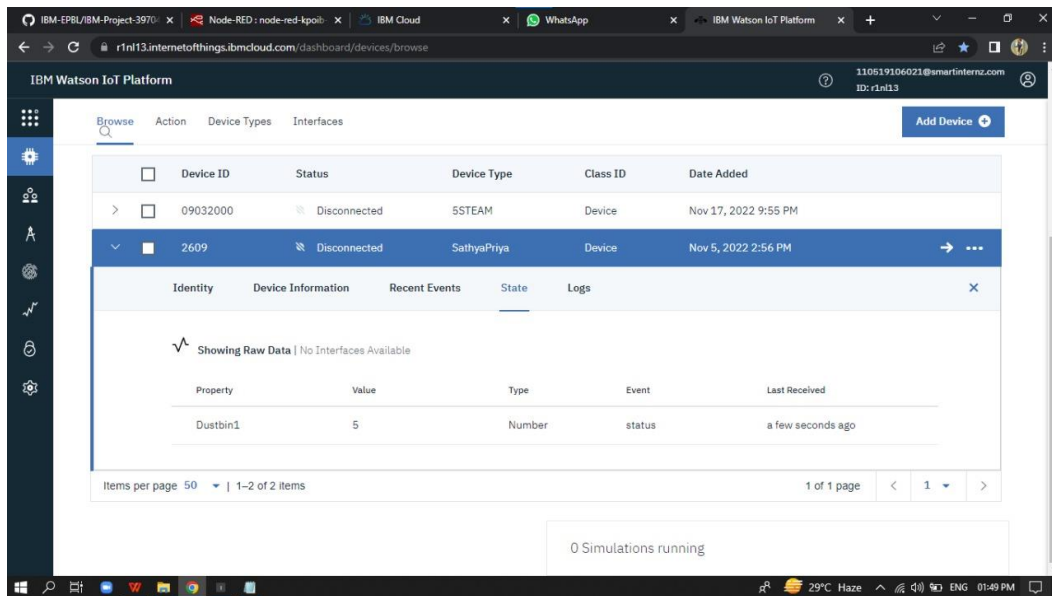 IBM-EPBL/IBM-Project-3970
Node-RED : node-red-kpoib
IBM Cloud
WhatsApp
IBM Watson IoT Platform
r1nl13.internetofthings.ibmcloud.com/dashboard/devices/browse
IBM Watson IoT Platform
110519106021@smartinternz.com
ID: r1nl13
Browse Action Device Types Interfaces
Add Device
Device ID Status Device Type Class ID Date Added
09032000 Disconnected 5STEAM Device Nov 17, 2022 9:55 PM
2609 Disconnected SathyaPriya Device Nov 5, 2022 2:56 PM
Identity Device Information Recent Events State Logs
Showing Raw Data | No Interfaces Available
Property Value Type Event Last Received
Dustbin1 5 Number status a few seconds ago
Items per page 50 | 1–2 of 2 items
1 of 1 page < 1 >
0 Simulations running
29°C Haze ENG 01:49 PM